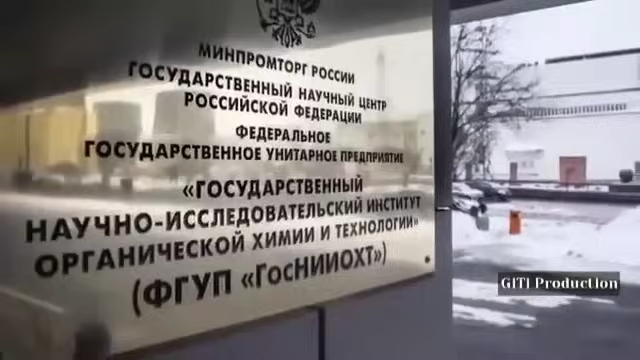 МИНПРОМТОРГ РОССИИ
ГОСУДАРСТВЕННЫЙ НАУЧНЫЙ ЦЕНТР
РОССИЙСКОЙ ФЕДЕРАЦИИ
ФЕДЕРАЛЬНОЕ
ГОСУДАРСТВЕННОЕ УНИТАРНОЕ ПРЕДПРИЯТИЕ
«ГОСУДАРСТВЕННЫЙ
НАУЧНО-ИССЛЕДОВАТЕЛЬСКИЙ ИНСТИТУТ
ОРГАНИЧЕСКОЙ ХИМИИ И ТЕХНОЛОГИИ»
(ФГУП «ГосНИИОХТ»)
GITI Production